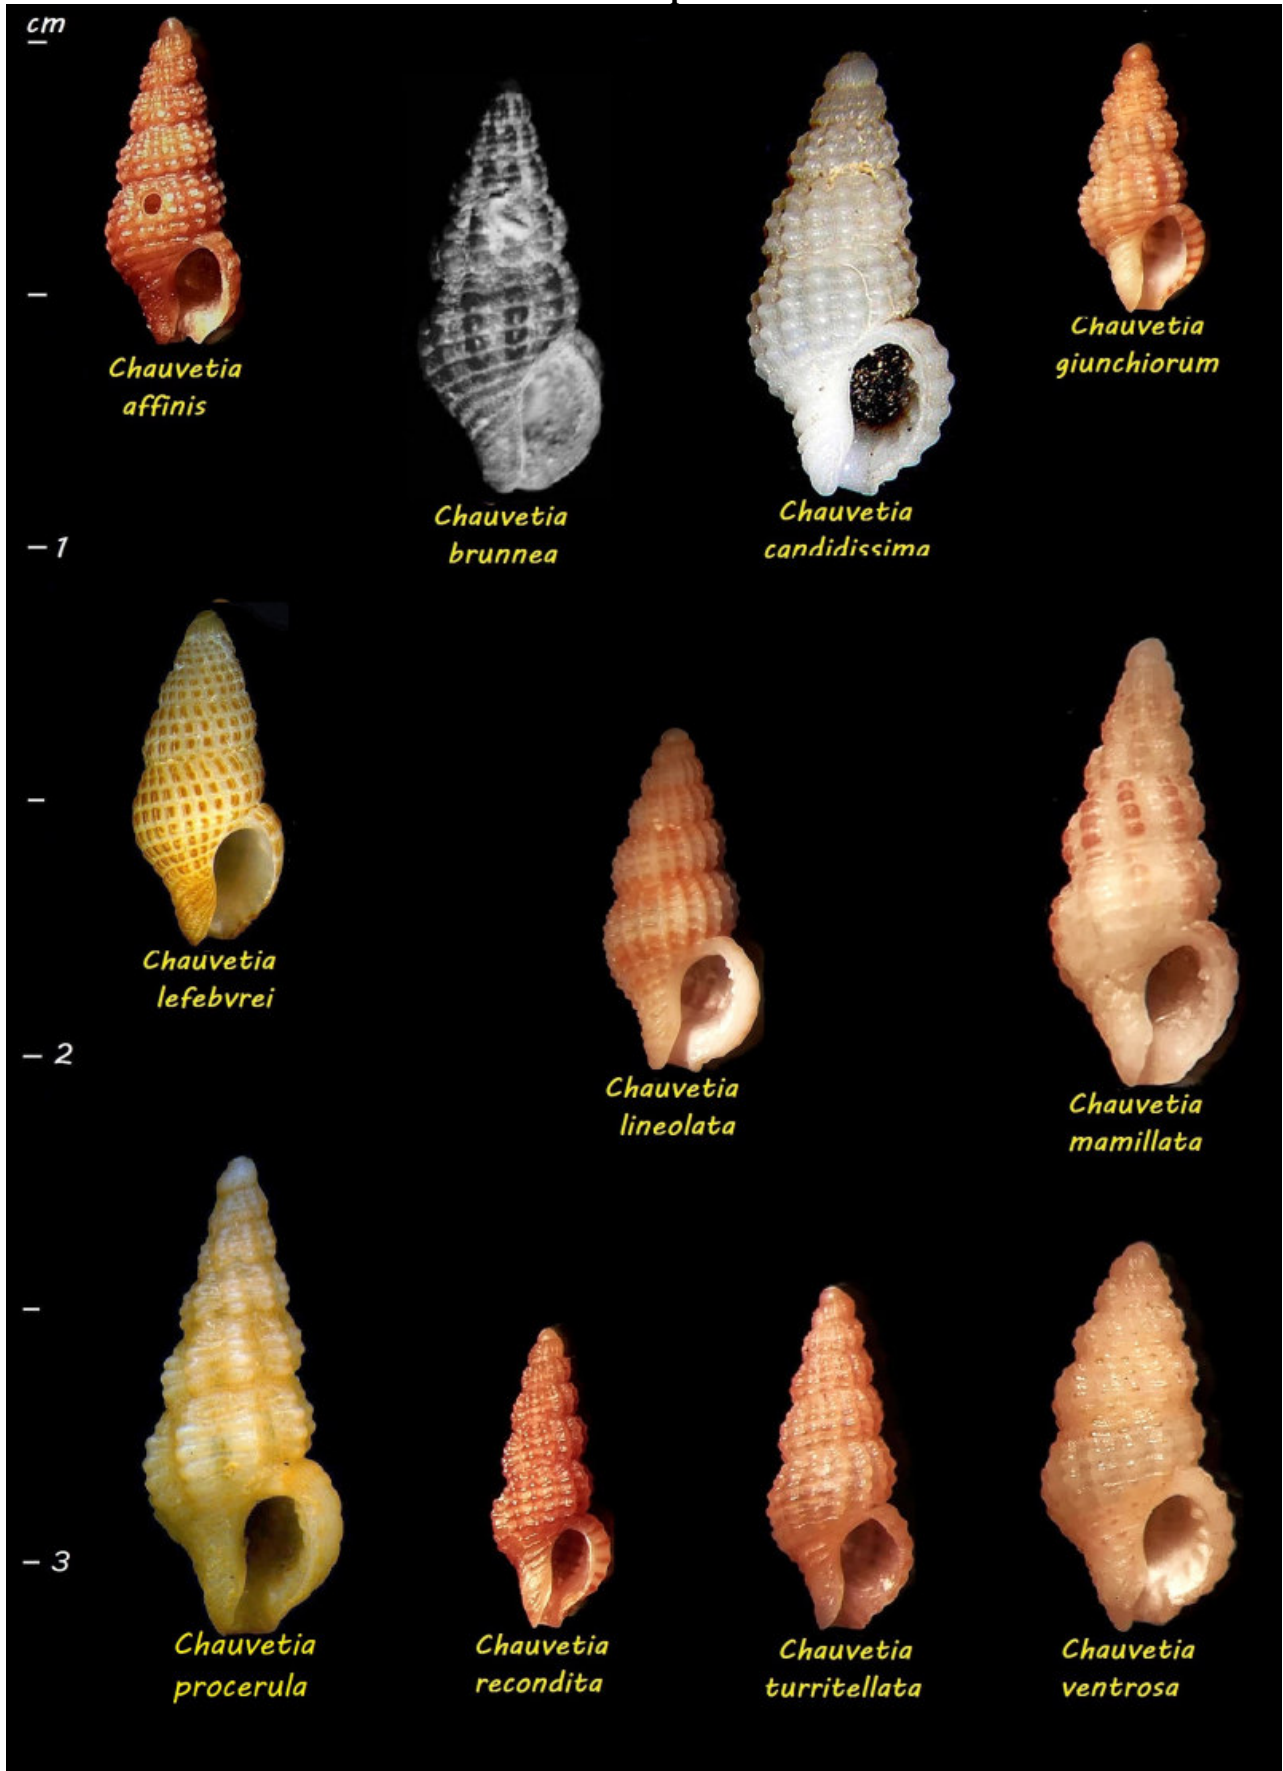 cm
Chauvetia
affinis
Chauvetia
brunnea
Chauvetia
candidissima
Chauvetia
giunchiorum
1
Chauvetia
lefebvrei
Chauvetia
lineolata
Chauvetia
mamillata
2
Chauvetia
procerula
Chauvetia
recondita
Chauvetia
turritellata
Chauvetia
ventrosa
3